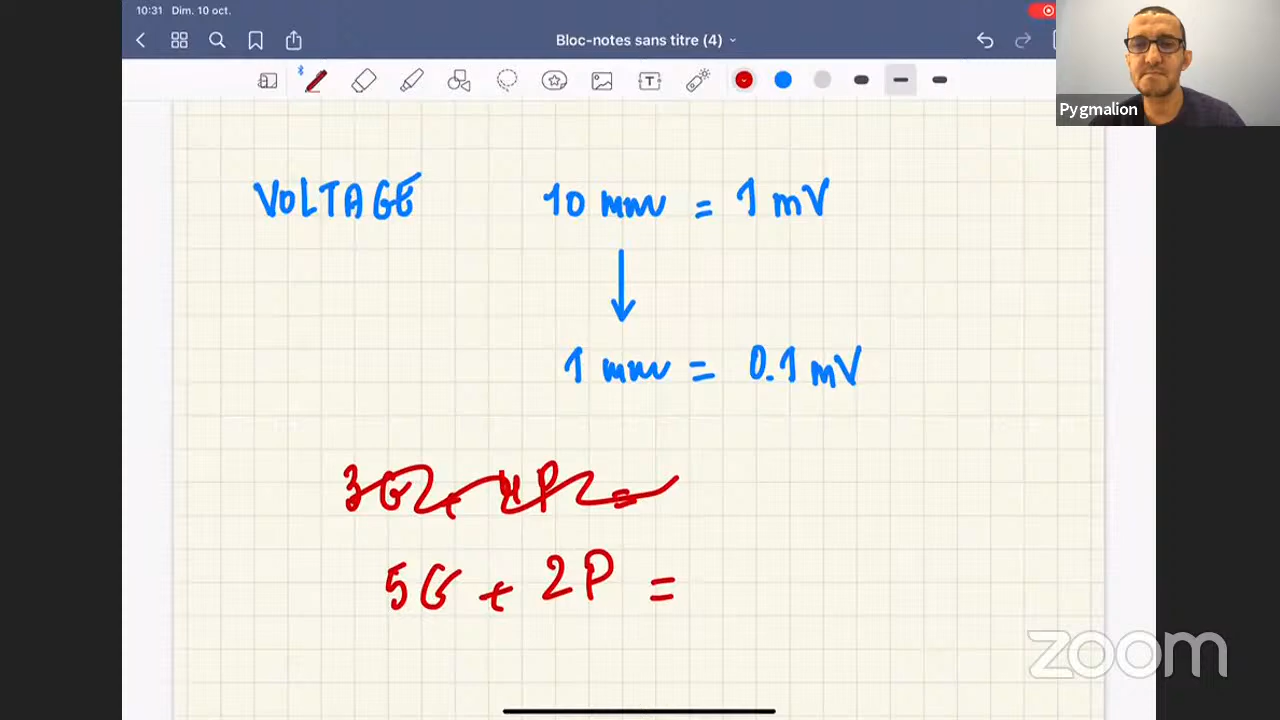 10:31 Dim. 10 oct.
Bloc-notes sans titre (4)
Pygmalion
VOLTAGE 10 mm = 1 mV
1 mm = 0.1 mV
5G + 2P =
zoom